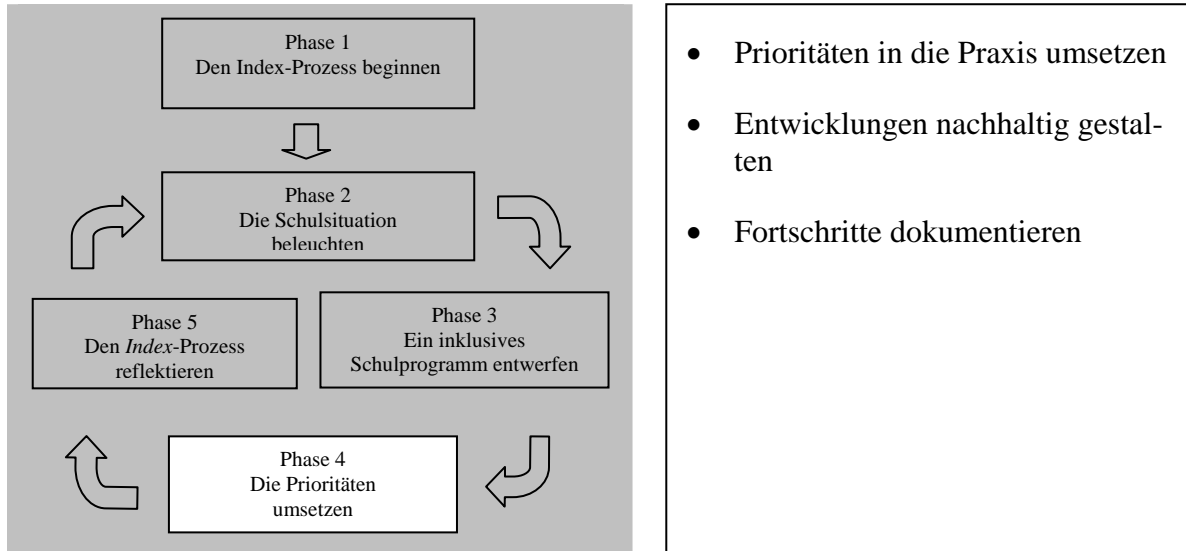 Phase 1
Den Index-Prozess beginnen
Phase 2
Die Schulsituation
beleuchten
Phase 5
Den Index-Prozess
reflektieren
Phase 3
Ein inklusives
Schulprogramm entwerfen
Phase 4
Die Prioritäten
umsetzen
• Prioritäten in die Praxis umsetzen
• Entwicklungen nachhaltig gestal-
ten
• Fortschritte dokumentieren